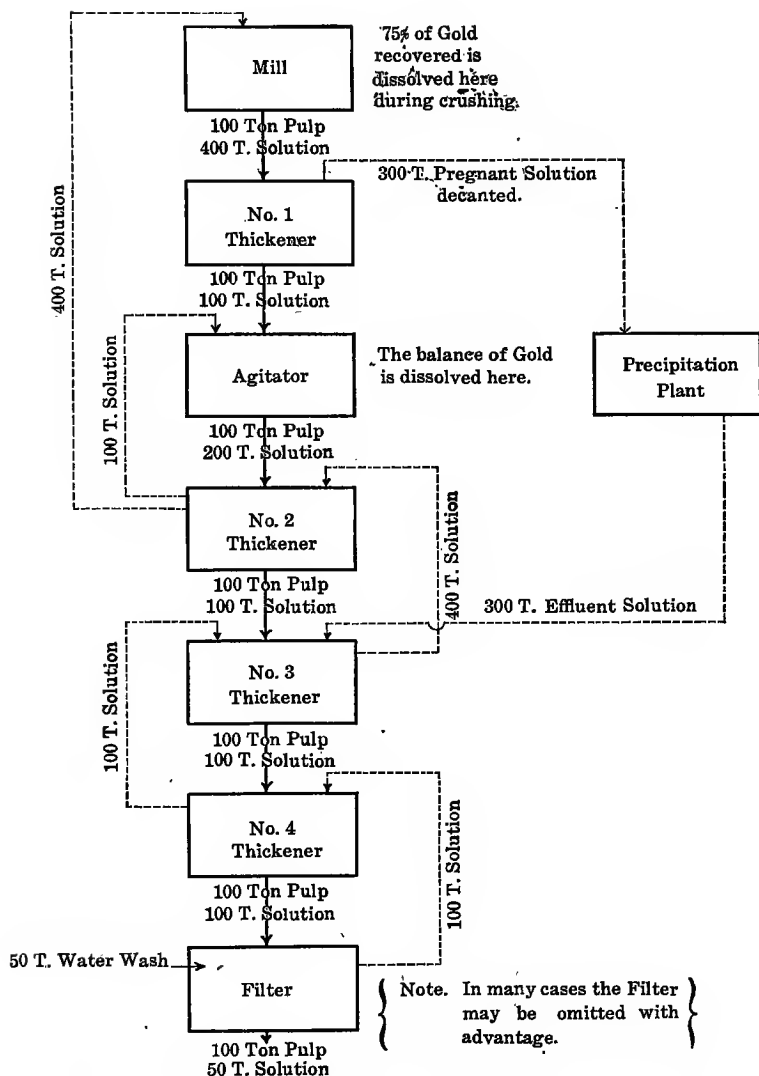 Mill
75% of Gold
recovered is
dissolved here
during crushing.
100 Ton Pulp
400 T. Solution
300 T. Pregnant Solution
decanted.
No. 1
Thickener
400 T. Solution
100 Ton Pulp
100 T. Solution
100 T. Solution
Agitator
The balance of Gold
is dissolved here.
Precipitation
Plant
100 Ton Pulp
200 T. Solution
No. 2
Thickener
400 T. Solution
100 Ton Pulp
100 T. Solution
300 T. Effluent Solution
100 T. Solution
No. 3
Thickener
100 Ton Pulp
100 T. Solution
No. 4
Thickener
100 T. Solution
100 Ton Pulp
100 T. Solution
50 T. Water Wash
Filter
Note. In many cases the Filter
may be omitted with
advantage.
100 Ton Pulp
50 T. Solution